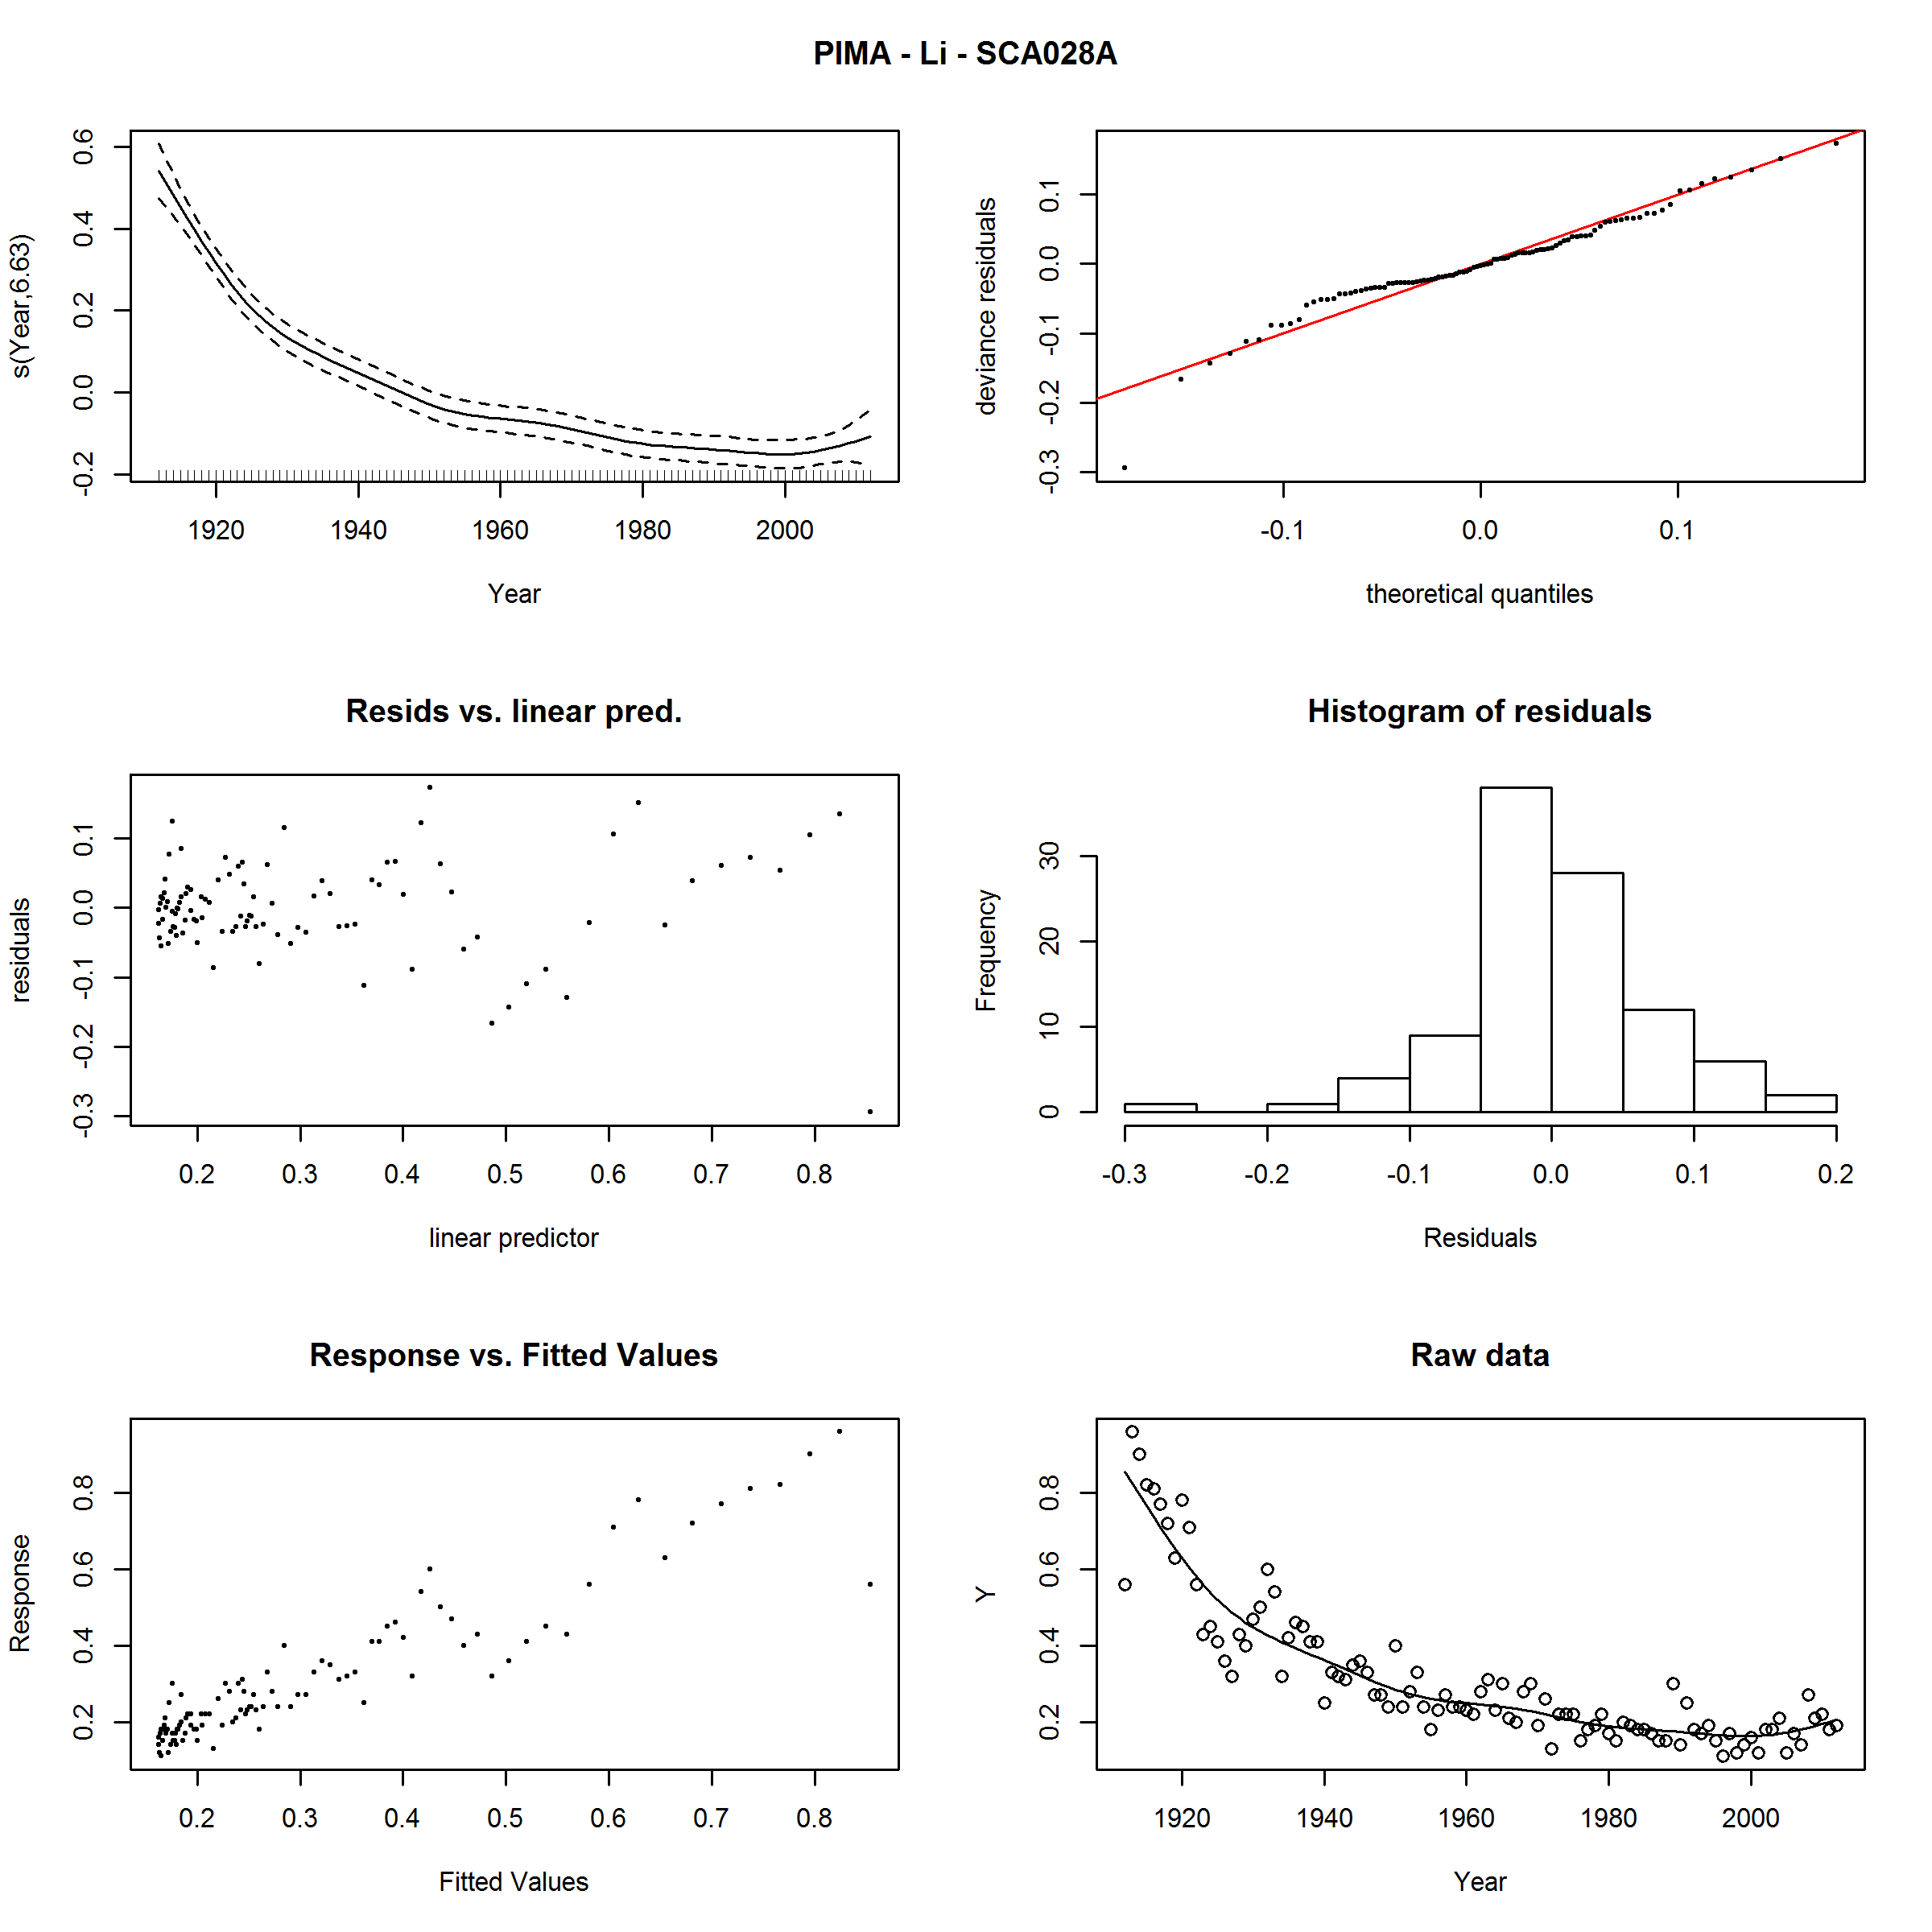 PIMA - Li - SCA028A
s(Year,6.63)
-0.2 0.0 0.2 0.4 0.6
1920 1940 1960 1980 2000
Year
deviance residuals
-0.3 -0.2 -0.1 0.0 0.1
-0.1 0.0 0.1
theoretical quantiles
Resids vs. linear pred.
residuals
-0.3 -0.2 -0.1 0.0 0.1
0.2 0.3 0.4 0.5 0.6 0.7 0.8
linear predictor
Histogram of residuals
Frequency
0 10 20 30
-0.3 -0.2 -0.1 0.0 0.1 0.2
Residuals
Response vs. Fitted Values
Response
0.2 0.4 0.6 0.8
0.2 0.3 0.4 0.5 0.6 0.7 0.8
Fitted Values
Raw data
Y
0.2 0.4 0.6 0.8
1920 1940 1960 1980 2000
Year